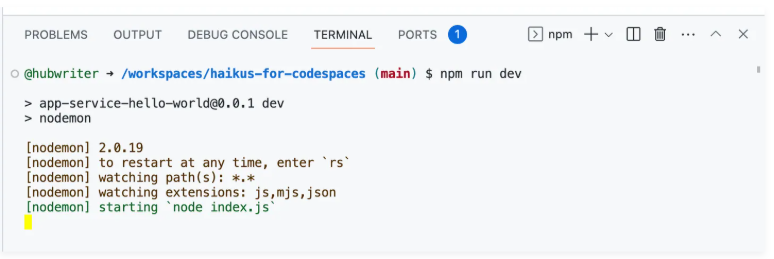 PROBLEMS OUTPUT DEBUG CONSOLE TERMINAL PORTS 1 npm
@hubwriter → /workspaces/haikus-for-codespaces (main) $ npm run dev
> app-service-hello-world@0.0.1 dev
> nodemon
[nodemon] 2.0.19
[nodemon] to restart at any time, enter `rs`
[nodemon] watching path(s): *.*
[nodemon] watching extensions: js,mjs,json
[nodemon] starting `node index.js`